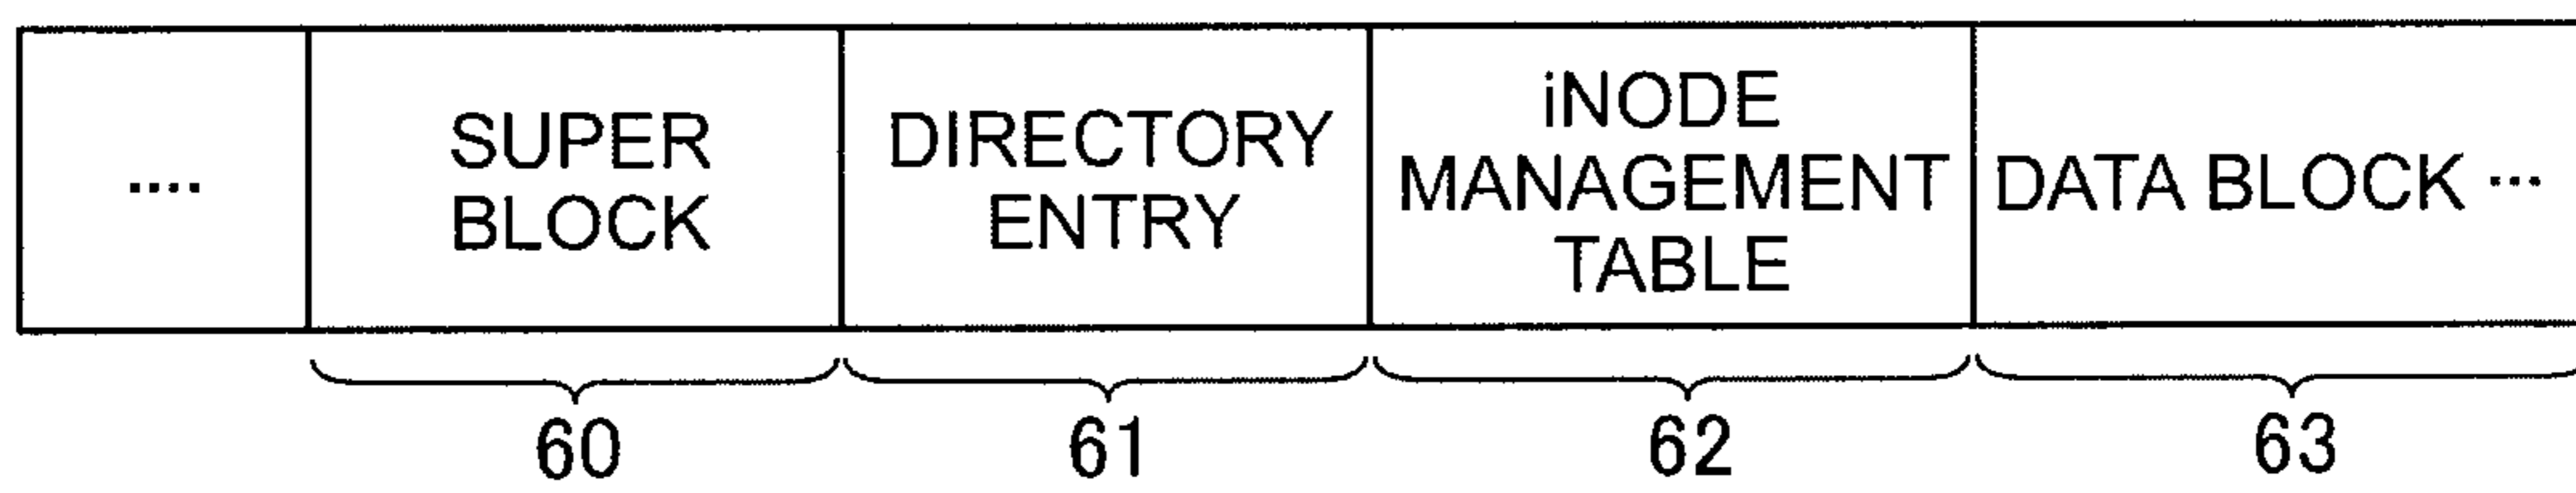 ....
SUPER
BLOCK
DIRECTORY
ENTRY
iNODE
MANAGEMENT
TABLE
DATA BLOCK ...
60
61
62
63